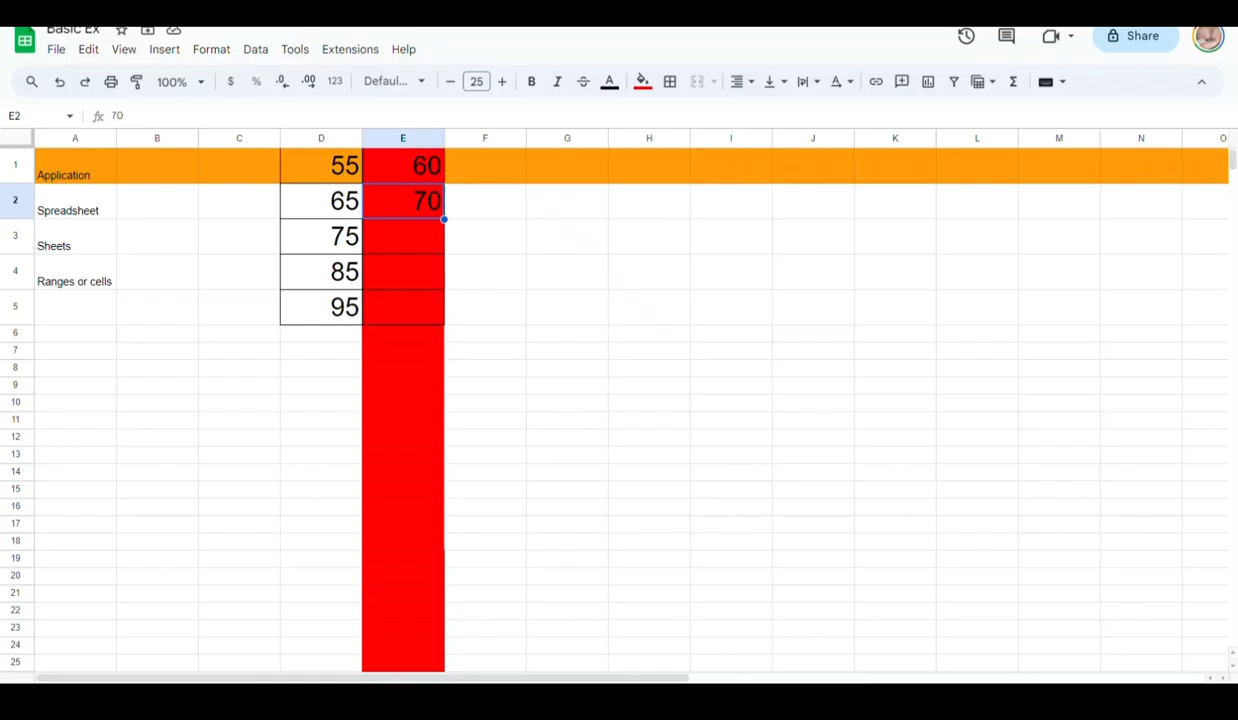 Basic Ex
File Edit View Insert Format Data Tools Extensions Help
Share
100% $ % .0 .00 123 Defaul... 25 B I A Σ
E2 fx 70
A B C D E F G H I J K L M N O
1 Application 55 60
2 Spreadsheet 65 70
3 Sheets 75
4 Ranges or cells 85
5 95
6
7
8
9
10
11
12
13
14
15
16
17
18
19
20
21
22
23
24
25